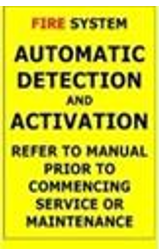 FIRE SYSTEM
AUTOMATIC
DETECTION
AND
ACTIVATION
REFER TO MANUAL
PRIOR TO
COMMENCING
SERVICE OR
MAINTENANCE